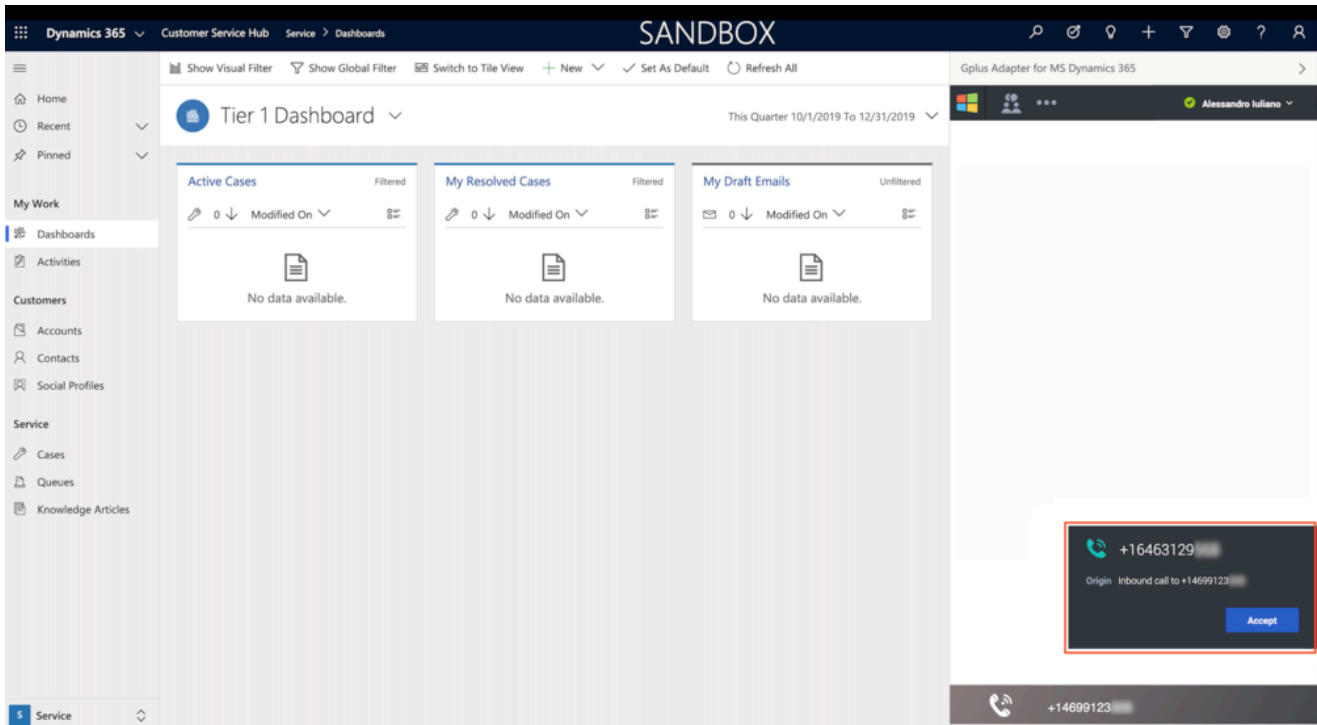 Dynamics 365
Customer Service Hub
Service > Dashboards
SANDBOX
Show Visual Filter
Show Global Filter
Switch to Tile View
New
Set As Default
Refresh All
Gplus Adapter for MS Dynamics 365
Home
Recent
Pinned
My Work
Dashboards
Activities
Customers
Accounts
Contacts
Social Profiles
Service
Cases
Queues
Knowledge Articles
S Service
Tier 1 Dashboard
This Quarter 10/1/2019 To 12/31/2019
Alessandro Iuliano
Active Cases Filtered
0 Modified On
No data available.
My Resolved Cases Filtered
0 Modified On
No data available.
My Draft Emails Unfiltered
0 Modified On
No data available.
+16463129
Origin Inbound call to +14699123
Accept
+14699123